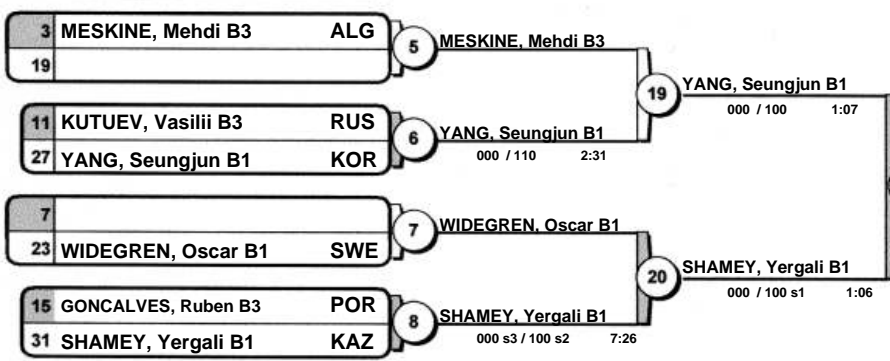 3 MESKINE, Mehdi B3 ALG
19
5
MESKINE, Mehdi B3
11 KUTUEV, Vasilii B3 RUS
27 YANG, Seungjun B1 KOR
6
YANG, Seungjun B1
000 / 110 2:31
19
YANG, Seungjun B1
000 / 100 1:07
7
23 WIDEGREN, Oscar B1 SWE
7
WIDEGREN, Oscar B1
15 GONCALVES, Ruben B3 POR
31 SHAMEY, Yergali B1 KAZ
8
SHAMEY, Yergali B1
000 s3 / 100 s2 7:26
20
SHAMEY, Yergali B1
000 / 100 s1 1:06